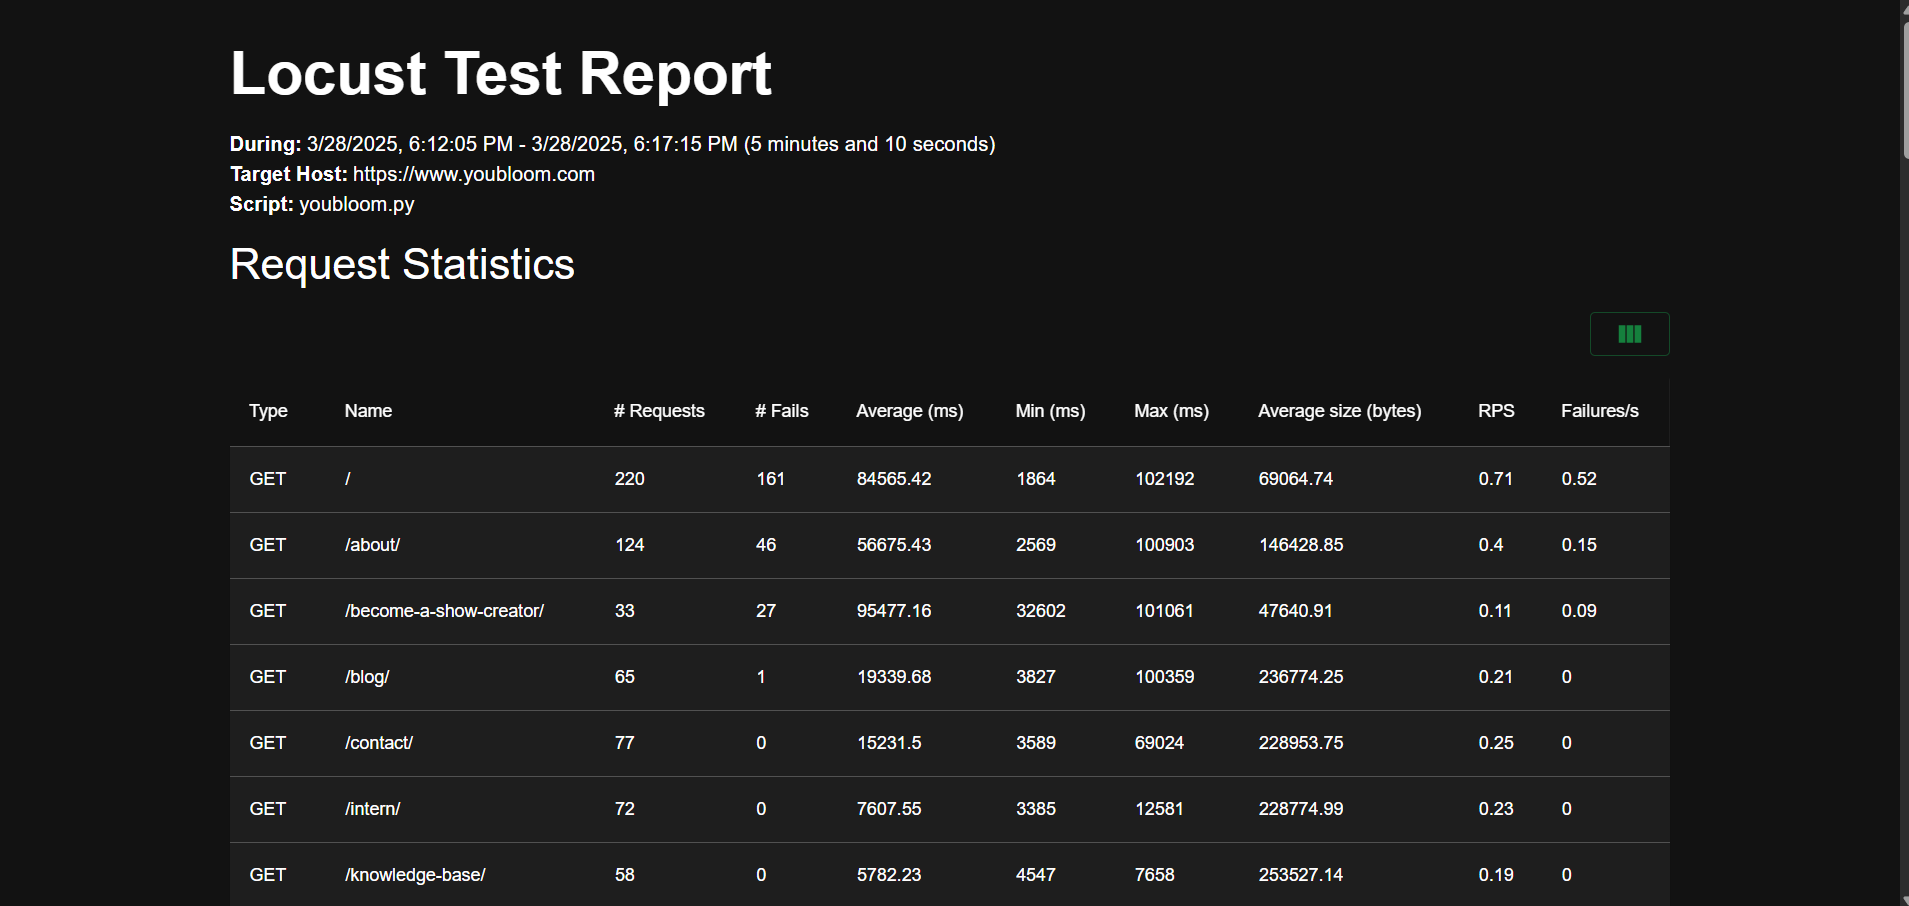 Locust Test Report
During: 3/28/2025, 6:12:05 PM - 3/28/2025, 6:17:15 PM (5 minutes and 10 seconds)
Target Host: https://www.youbloom.com
Script: youbloom.py
Request Statistics
Type Name # Requests # Fails Average (ms) Min (ms) Max (ms) Average size (bytes) RPS Failures/s
GET / 220 161 84565.42 1864 102192 69064.74 0.71 0.52
GET /about/ 124 46 56675.43 2569 100903 146428.85 0.4 0.15
GET /become-a-show-creator/ 33 27 95477.16 32602 101061 47640.91 0.11 0.09
GET /blog/ 65 1 19339.68 3827 100359 236774.25 0.21 0
GET /contact/ 77 0 15231.5 3589 69024 228953.75 0.25 0
GET /intern/ 72 0 7607.55 3385 12581 228774.99 0.23 0
GET /knowledge-base/ 58 0 5782.23 4547 7658 253527.14 0.19 0